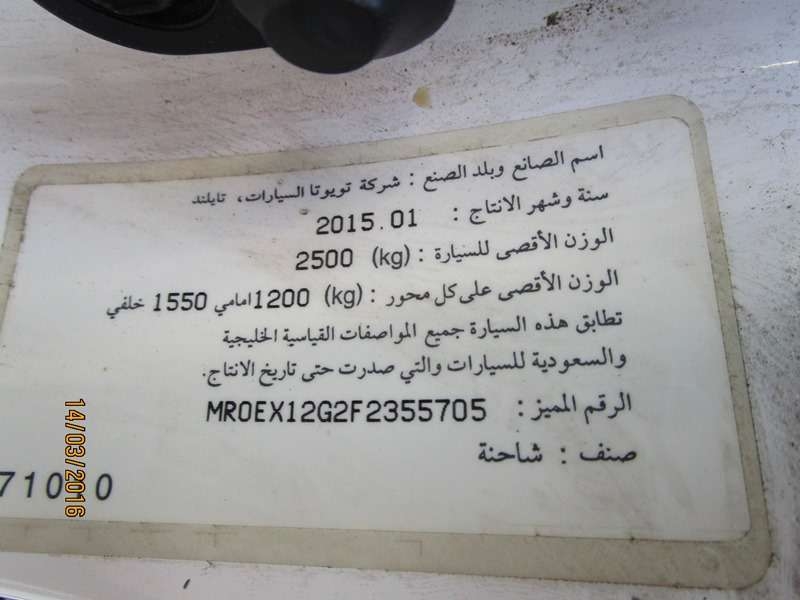 اسم الصانع وبلد الصنع : شركة تويوتا السيارات، تايلند
سنة وشهر الانتاج : 2015.01
الوزن الأقصى للسيارة : (kg) 2500
الوزن الأقصى على كل محور : (kg) 1200 امامي 1550 خلفي
تطابق هذه السيارة جميع المواصفات القياسية الخليجية
والسعودية للسيارات والتي صدرت حتى تاريخ الانتاج.
الرقم المميز : MR0EX12G2F2355705
صنف : شاحنة
71010
14/03/2016